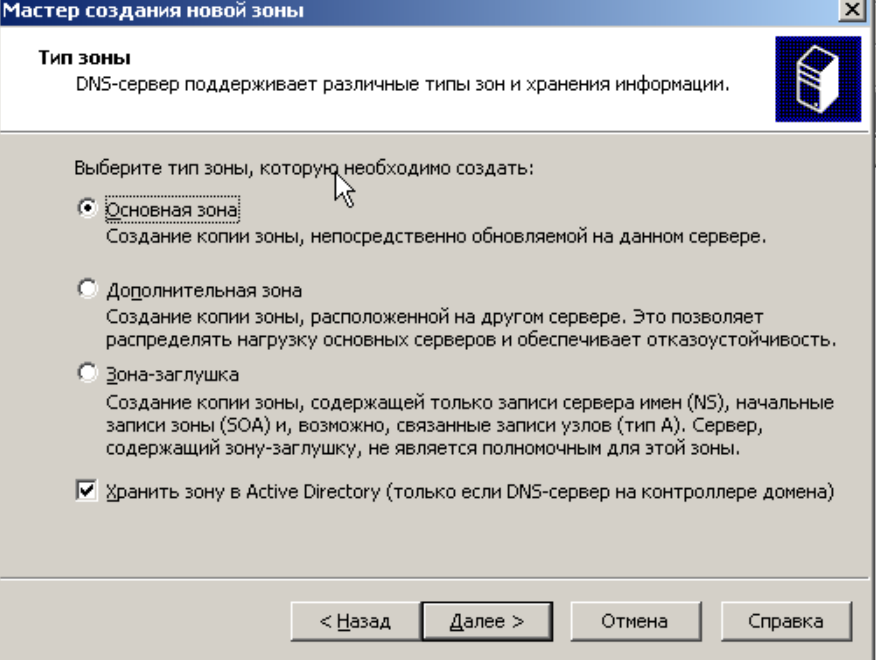 Мастер создания новой зоны
Тип зоны
DNS-сервер поддерживает различные типы зон и хранения информации.
Выберите тип зоны, которую необходимо создать:
Основная зона
Создание копии зоны, непосредственно обновляемой на данном сервере.
Дополнительная зона
Создание копии зоны, расположенной на другом сервере. Это позволяет
распределять нагрузку основных серверов и обеспечивает отказоустойчивость.
Зона-заглушка
Создание копии зоны, содержащей только записи сервера имен (NS), начальные
записи зоны (SOA) и, возможно, связанные записи узлов (тип A). Сервер,
содержащий зону-заглушку, не является полномочным для этой зоны.
Хранить зону в Active Directory (только если DNS-сервер на контроллере домена)
< Назад Далее > Отмена Справка